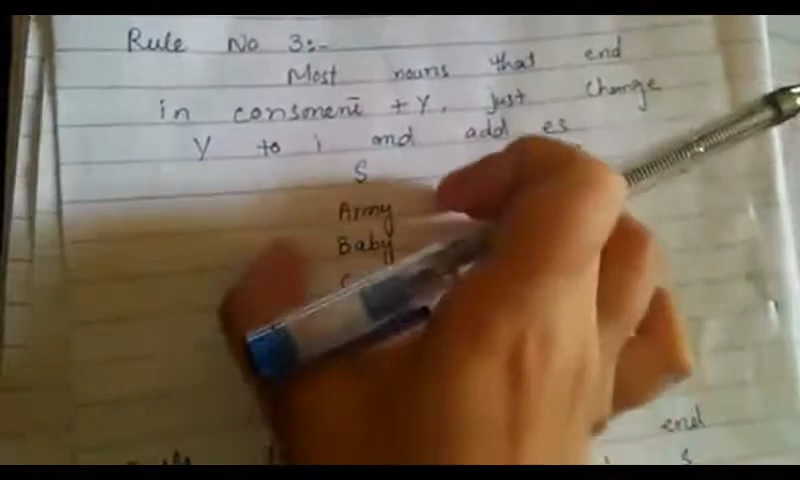 Rule No 3:-
Most nouns that end
in consonent + Y, just change
Y to i and add es
S
Army
Baby
C
end
s